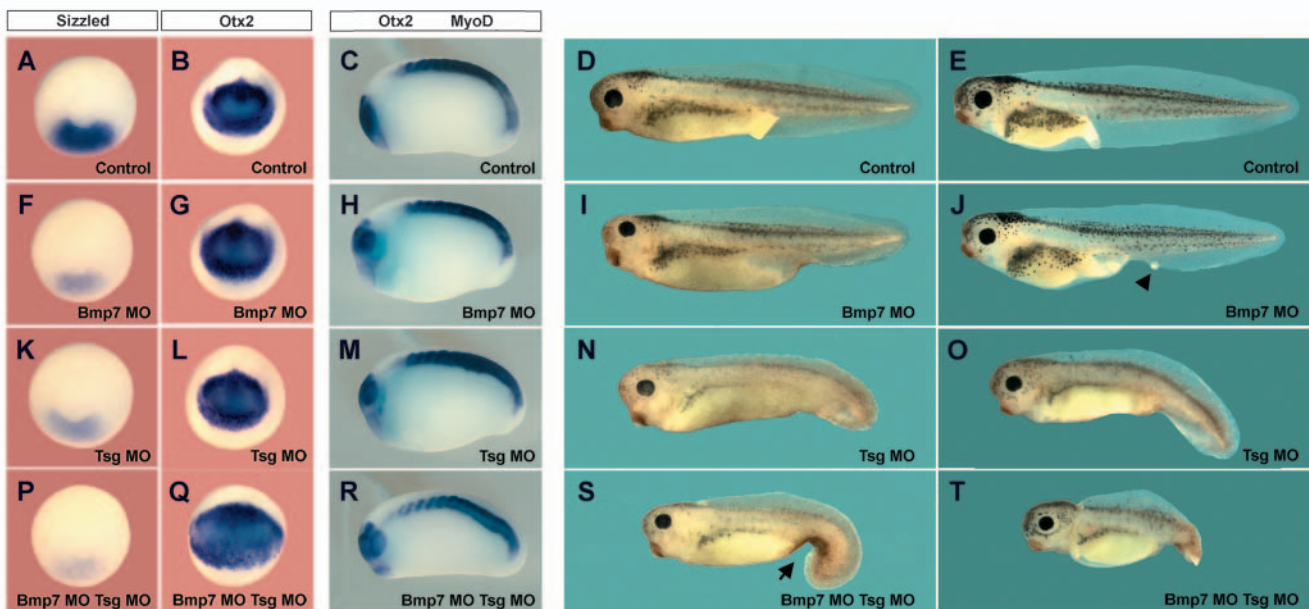 Sizzled Otx2 Otx2 MyoD
A B C D E
Control Control Control Control Control
F G H I J
Bmp7 MO Bmp7 MO Bmp7 MO Bmp7 MO Bmp7 MO
K L M N O
Tsg MO Tsg MO Tsg MO Tsg MO Tsg MO
P Q R S T
Bmp7 MO Tsg MO Bmp7 MO Tsg MO Bmp7 MO Tsg MO Bmp7 MO Tsg MO Bmp7 MO Tsg MO